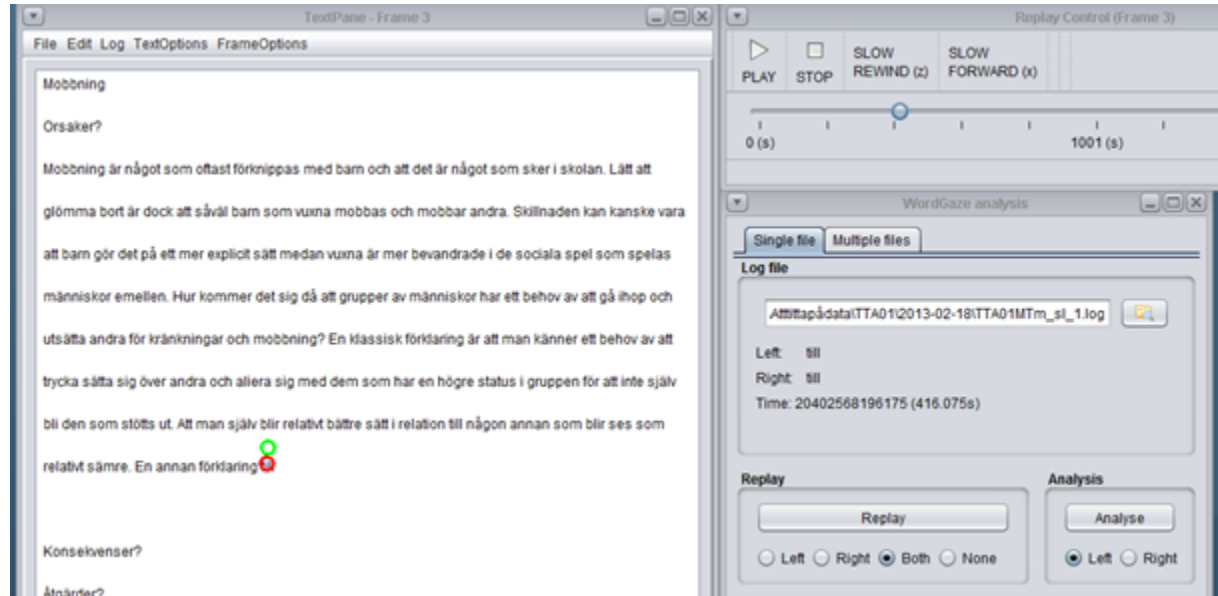 TextPane - Frame 3
File Edit Log TextOptions FrameOptions
Mobbning
Orsaker?
Mobbning är något som oftast förknippas med barn och att det är något som sker i skolan. Lätt att
glömma bort är dock att såväl barn som vuxna mobbas och mobbar andra. Skillnaden kan kanske vara
att barn gör det på ett mer explicit sätt medan vuxna är mer bevandrade i de sociala spel som spelas
människor emellen. Hur kommer det sig då att grupper av människor har ett behov av att gå ihop och
utsätta andra för kränkningar och mobbning? En klassisk förklaring är att man känner ett behov av att
trycka sätta sig över andra och aliera sig med dem som har en högre status i gruppen för att inte själv
bli den som stötts ut. Att man själv blir relativt bättre sätt i relation till någon annan som blir ses som
relativt sämre. En annan förklaring
Konsekvenser?
Åtgärder?
Replay Control (Frame 3)
PLAY
STOP
SLOW REWIND (z)
SLOW FORWARD (x)
0 (s)
1001 (s)
WordGaze analysis
Single file
Multiple files
Log file
Attittapådata\TTA01\2013-02-18\TTA01MTm_sl_1.log
Left: till
Right: till
Time: 20402568196175 (416.075s)
Replay
Replay
Left Right Both None
Analysis
Analyse
Left Right